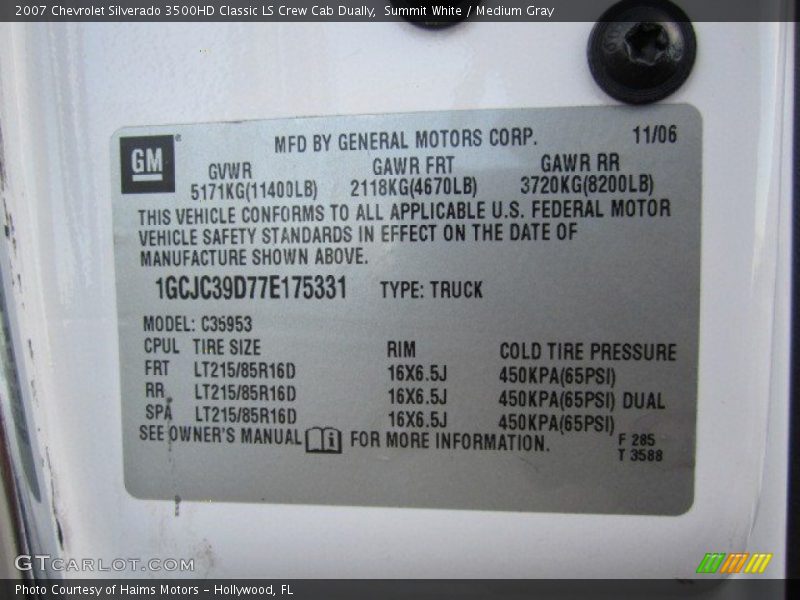 2007 Chevrolet Silverado 3500HD Classic LS Crew Cab Dually, Summit White / Medium Gray
MFD BY GENERAL MOTORS CORP. 11/06
GM®
GVWR GAWR FRT GAWR RR
5171KG(11400LB) 2118KG(4670LB) 3720KG(8200LB)
THIS VEHICLE CONFORMS TO ALL APPLICABLE U.S. FEDERAL MOTOR
VEHICLE SAFETY STANDARDS IN EFFECT ON THE DATE OF
MANUFACTURE SHOWN ABOVE.
1GCJC39D77E175331 TYPE: TRUCK
MODEL: C35953
CPUL TIRE SIZE RIM COLD TIRE PRESSURE
FRT LT215/85R16D 16X6.5J 450KPA(65PSI)
RR LT215/85R16D 16X6.5J 450KPA(65PSI) DUAL
SPA LT215/85R16D 16X6.5J 450KPA(65PSI)
SEE OWNER'S MANUAL i FOR MORE INFORMATION.
F 285
T 3588
GTCARLOT.COM
Photo Courtesy of Haims Motors - Hollywood, FL